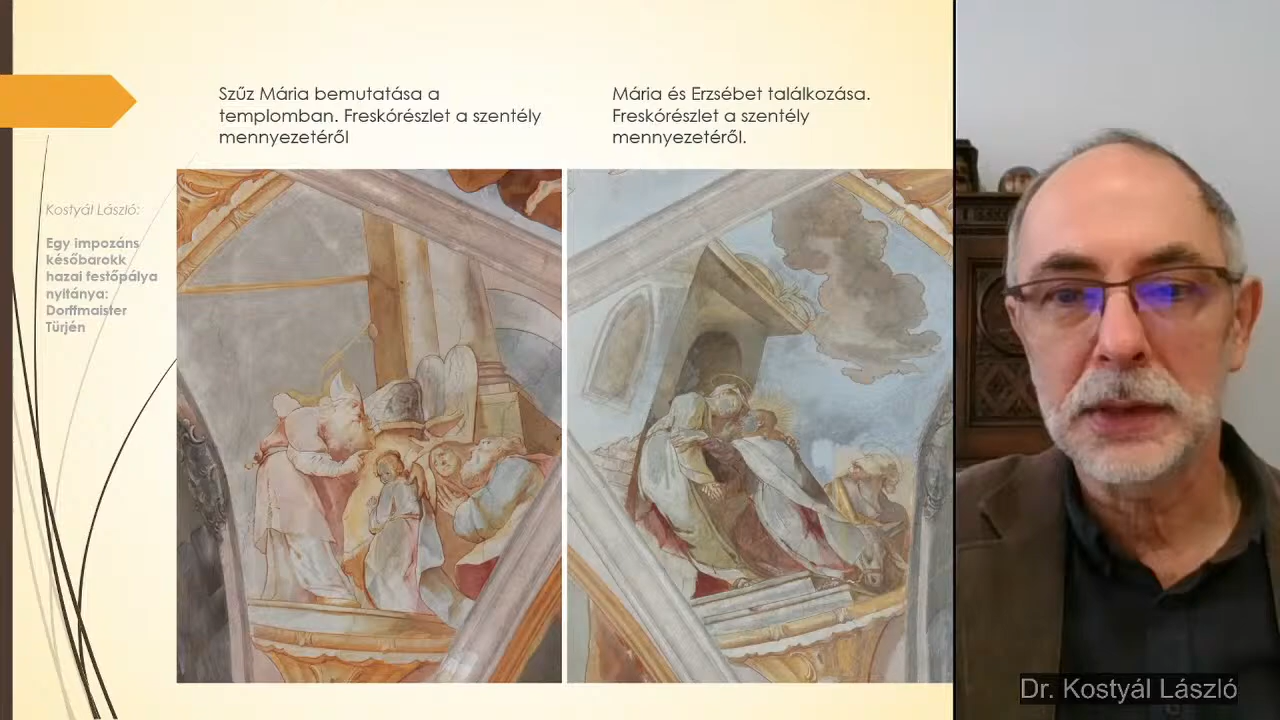 Szűz Mária bemutatása a
templomban. Freskórészlet a szentély
mennyezetéről
Mária és Erzsébet találkozása.
Freskórészlet a szentély
mennyezetéről.
Kostyál László:
Egy impozáns
későbarokk
hazai festőpálya
nyitánya:
Dorffmaister
Türjén
Dr. Kostyál László